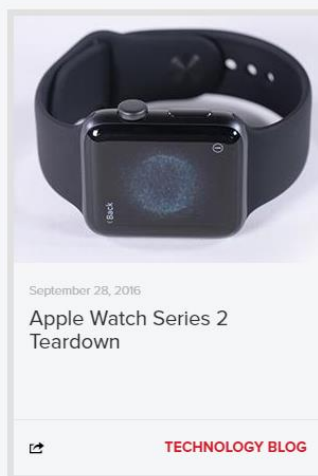 ‹ Back
September 28, 2016
Apple Watch Series 2
Teardown
TECHNOLOGY BLOG